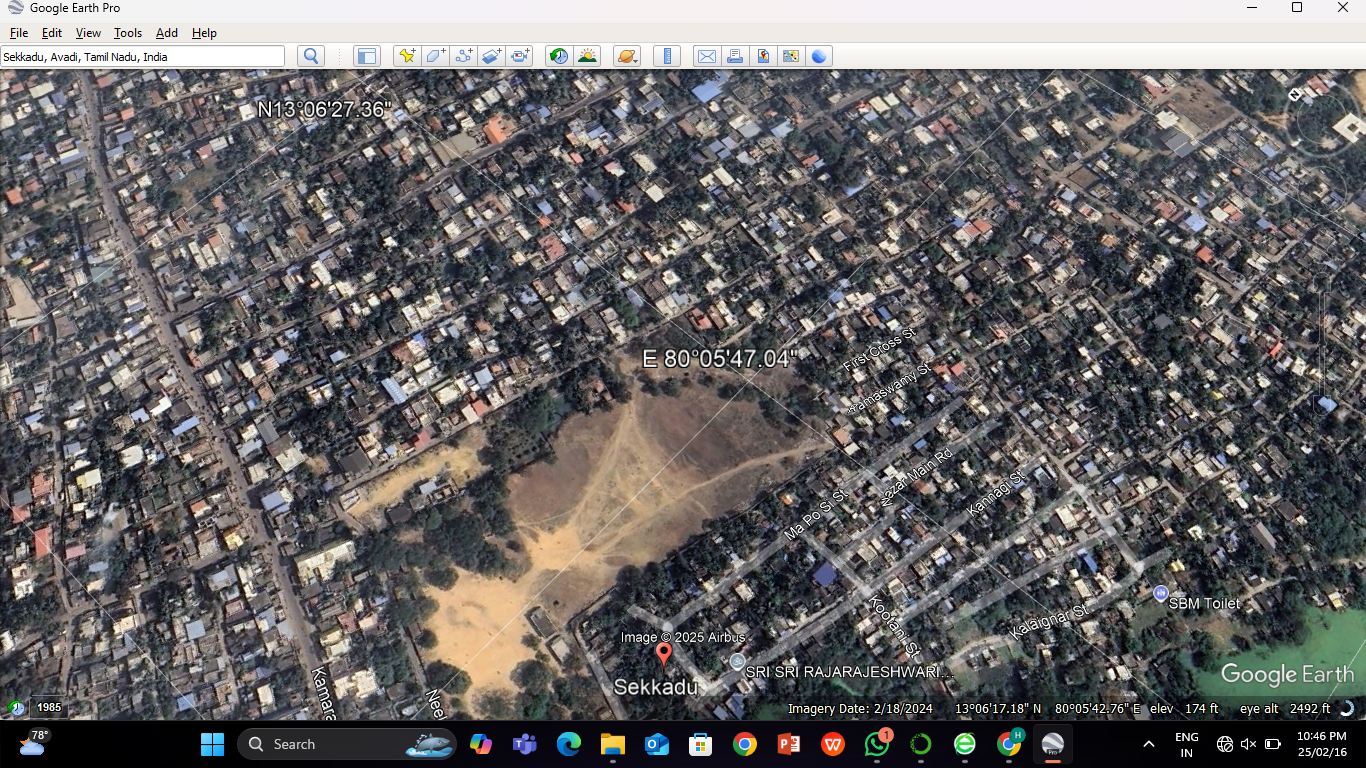 Google Earth Pro
File Edit View Tools Add Help
Sekkadu, Avadi, Tamil Nadu, India
N13°06'27.36"
E 80°05'47.04"
First Cross St
Ma Po Si St
Nazar Main Rd
Kannagi St
Kootani St
Kalaignar St
SBM Toilet
Image © 2025 Airbus
Sekkadu
SRI SRI RAJARAJESHWARI...
Google Earth
1985
Imagery Date: 2/18/2024 13°06'17.18" N 80°05'42.76" E elev 174 ft eye alt 2492 ft
78°
Search
1
H
Pro
ENG
IN
10:46 PM
25/02/16